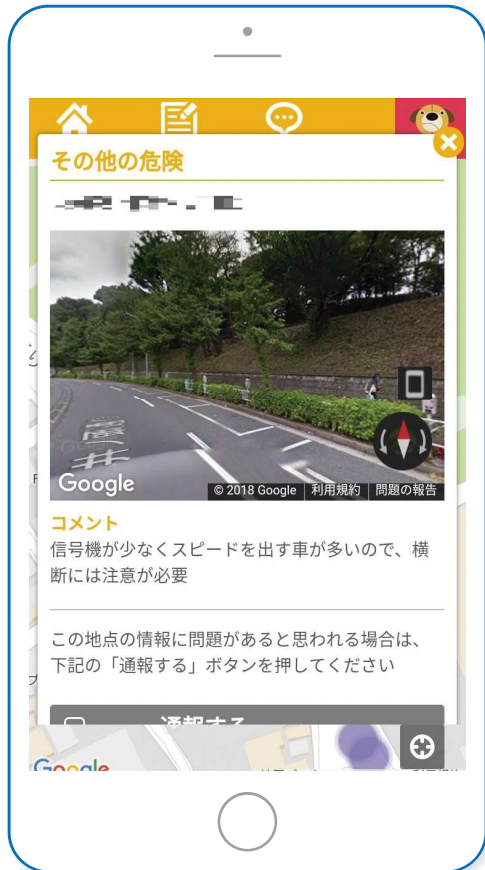 その他の危険
Google
© 2018 Google
利用規約
問題の報告
コメント
信号機が少なくスピードを出す車が多いので、横
断には注意が必要
この地点の情報に問題があると思われる場合は、
下記の「通報する」ボタンを押してください
通報する
Google